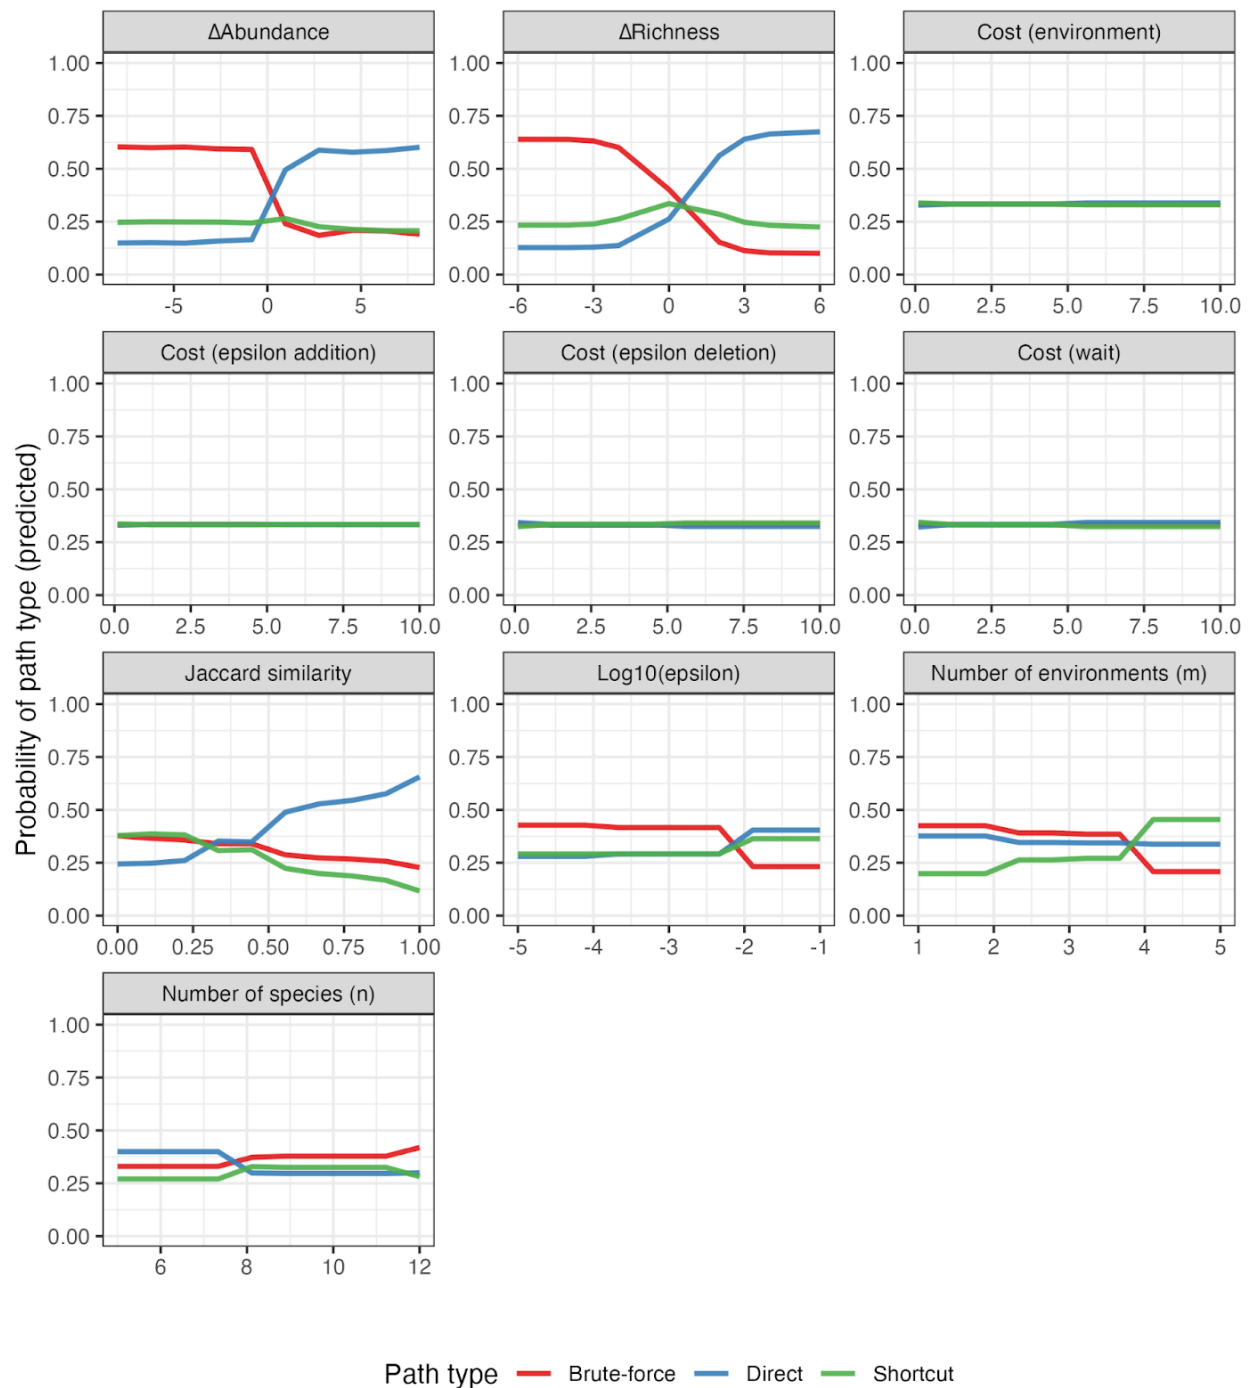 ΔAbundance
ΔRichness
Cost (environment)
1.00
0.75
0.50
0.25
0.00
1.00
0.75
0.50
0.25
0.00
1.00
0.75
0.50
0.25
0.00
-5 0 5
-6 -3 0 3 6
0.0 2.5 5.0 7.5 10.0
Cost (epsilon addition)
Cost (epsilon deletion)
Cost (wait)
1.00
0.75
0.50
0.25
0.00
1.00
0.75
0.50
0.25
0.00
1.00
0.75
0.50
0.25
0.00
0.0 2.5 5.0 7.5 10.0
0.0 2.5 5.0 7.5 10.0
0.0 2.5 5.0 7.5 10.0
Probability of path type (predicted)
Jaccard similarity
Log10(epsilon)
Number of environments (m)
1.00
0.75
0.50
0.25
0.00
1.00
0.75
0.50
0.25
0.00
1.00
0.75
0.50
0.25
0.00
0.00 0.25 0.50 0.75 1.00
-5 -4 -3 -2 -1
1 2 3 4 5
Number of species (n)
1.00
0.75
0.50
0.25
0.00
6 8 10 12
Path type Brute-force Direct Shortcut